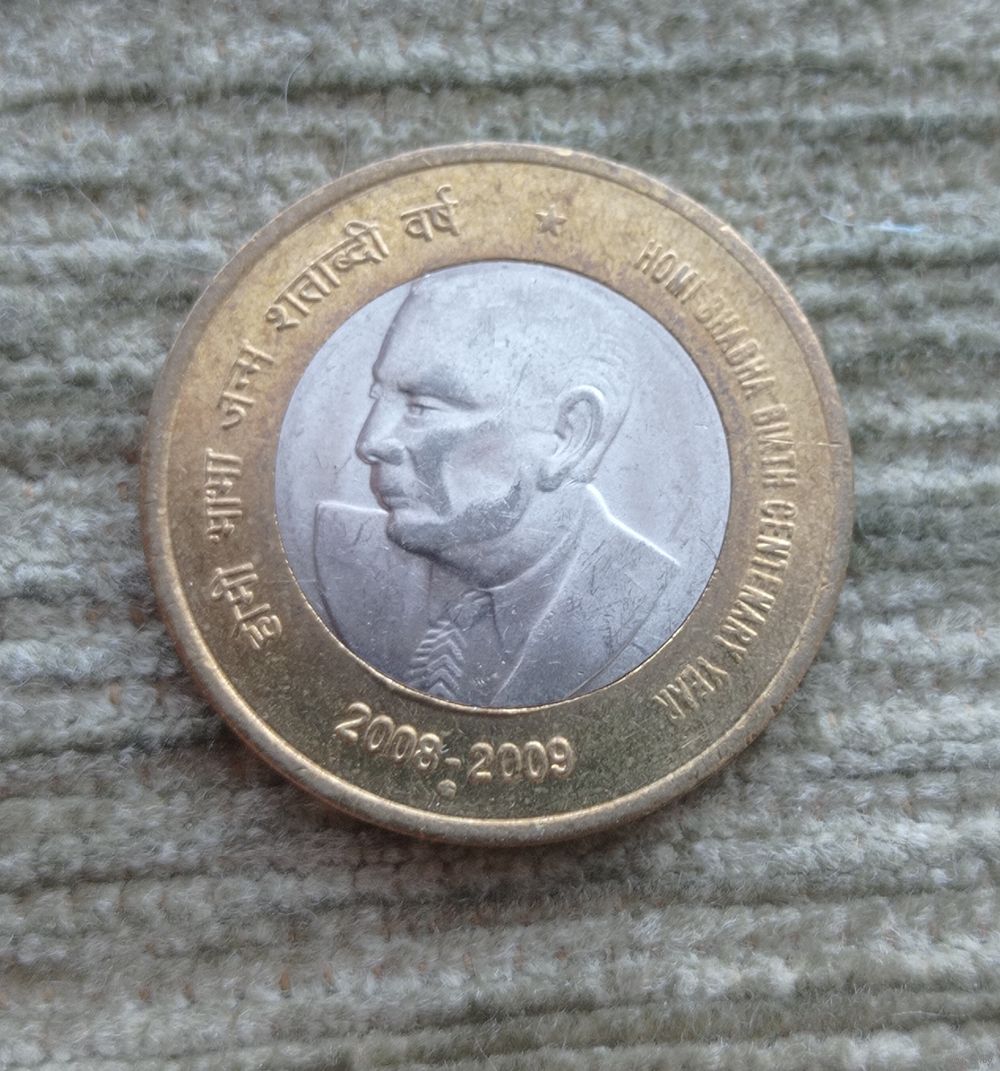 होमी भाभा जन्म शताब्दी वर्ष
HOMI BHABHA BIRTH CENTENARY YEAR
2008-2009